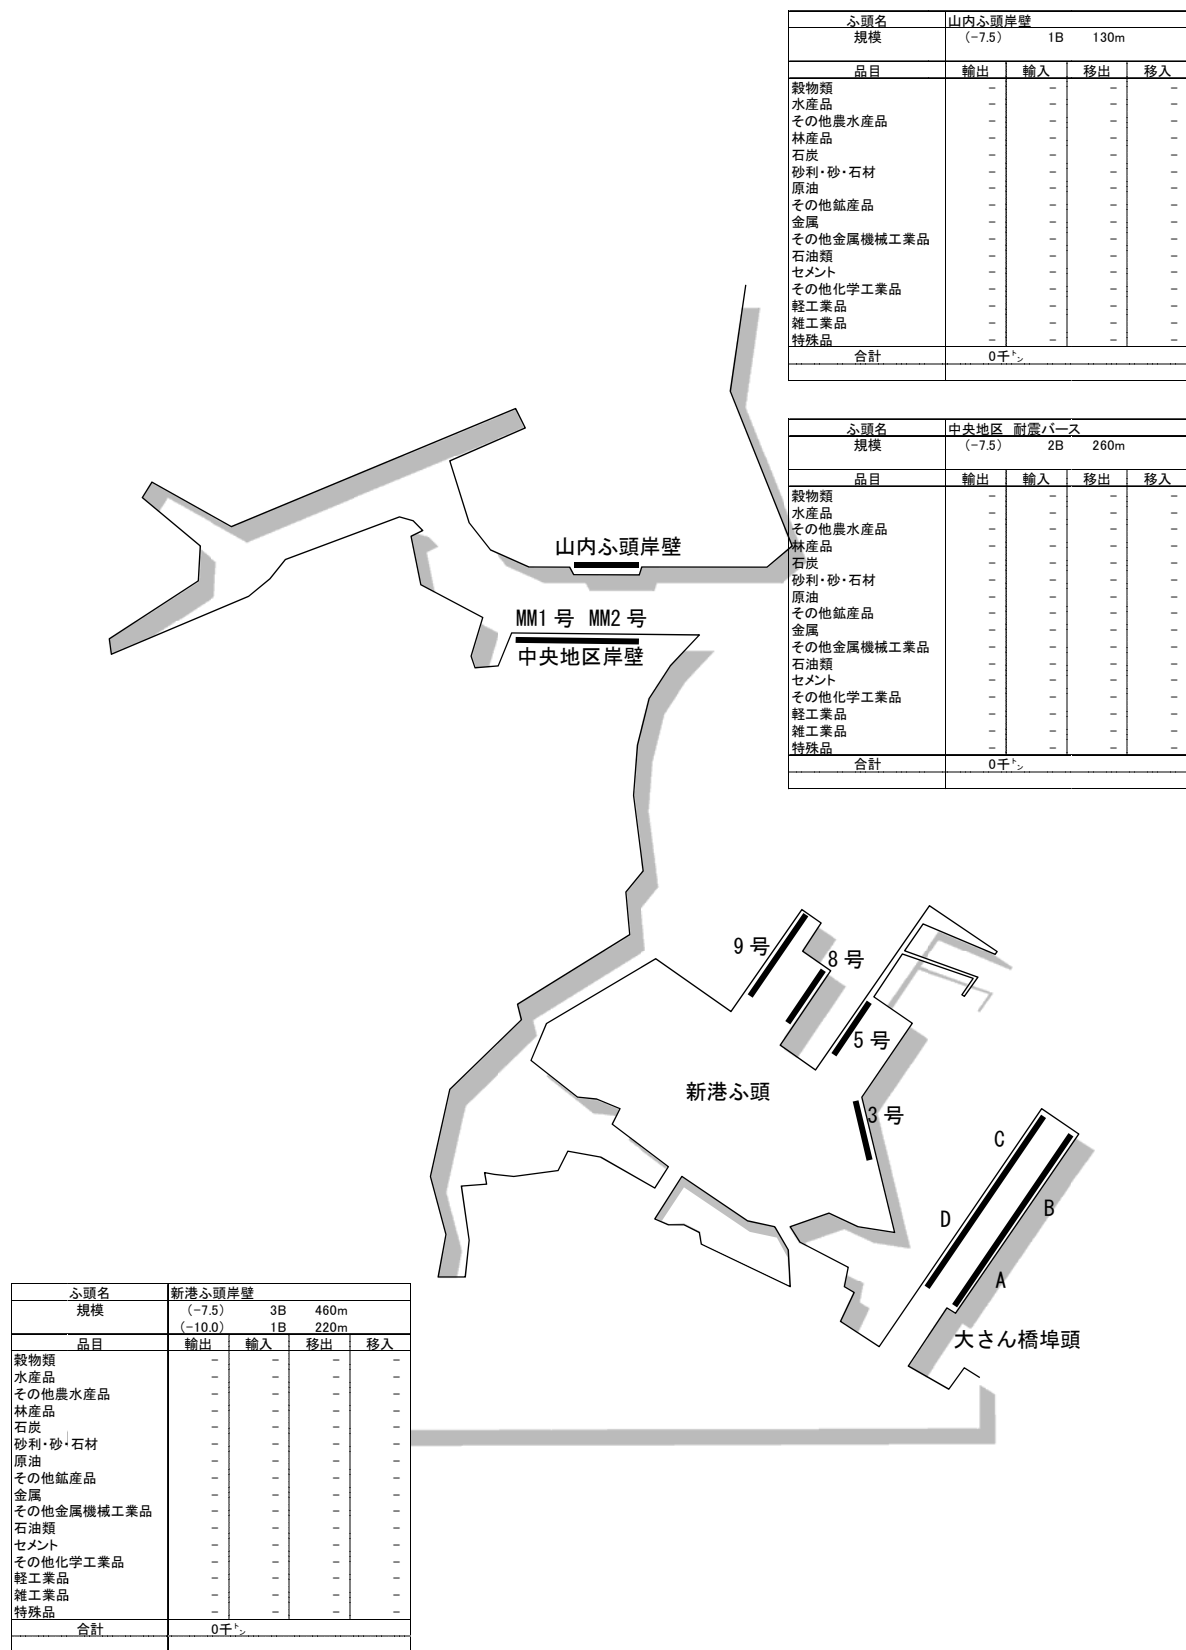 ふ頭名 山内ふ頭岸壁
規模 (-7.5) 1B 130m
品目 輸出 輸入 移出 移入
穀物類 - - - -
水産品 - - - -
その他農水産品 - - - -
林産品 - - - -
石炭 - - - -
砂利・砂・石材 - - - -
原油 - - - -
その他鉱産品 - - - -
金属 - - - -
その他金属機械工業品 - - - -
石油類 - - - -
セメント - - - -
その他化学工業品 - - - -
軽工業品 - - - -
雑工業品 - - - -
特殊品 - - - -
合計 0千㌧
ふ頭名 中央地区 耐震バース
規模 (-7.5) 2B 260m
品目 輸出 輸入 移出 移入
穀物類 - - - -
水産品 - - - -
その他農水産品 - - - -
林産品 - - - -
石炭 - - - -
砂利・砂・石材 - - - -
原油 - - - -
その他鉱産品 - - - -
金属 - - - -
その他金属機械工業品 - - - -
石油類 - - - -
セメント - - - -
その他化学工業品 - - - -
軽工業品 - - - -
雑工業品 - - - -
特殊品 - - - -
合計 0千㌧
山内ふ頭岸壁
MM1 号 MM2 号
中央地区岸壁
9 号
8 号
5 号
新港ふ頭
3 号
C
B
D
A
大さん橋埠頭
ふ頭名 新港ふ頭岸壁
規模 (-7.5) 3B 460m
(-10.0) 1B 220m
品目 輸出 輸入 移出 移入
穀物類 - - - -
水産品 - - - -
その他農水産品 - - - -
林産品 - - - -
石炭 - - - -
砂利・砂・石材 - - - -
原油 - - - -
その他鉱産品 - - - -
金属 - - - -
その他金属機械工業品 - - - -
石油類 - - - -
セメント - - - -
その他化学工業品 - - - -
軽工業品 - - - -
雑工業品 - - - -
特殊品 - - - -
合計 0千㌧